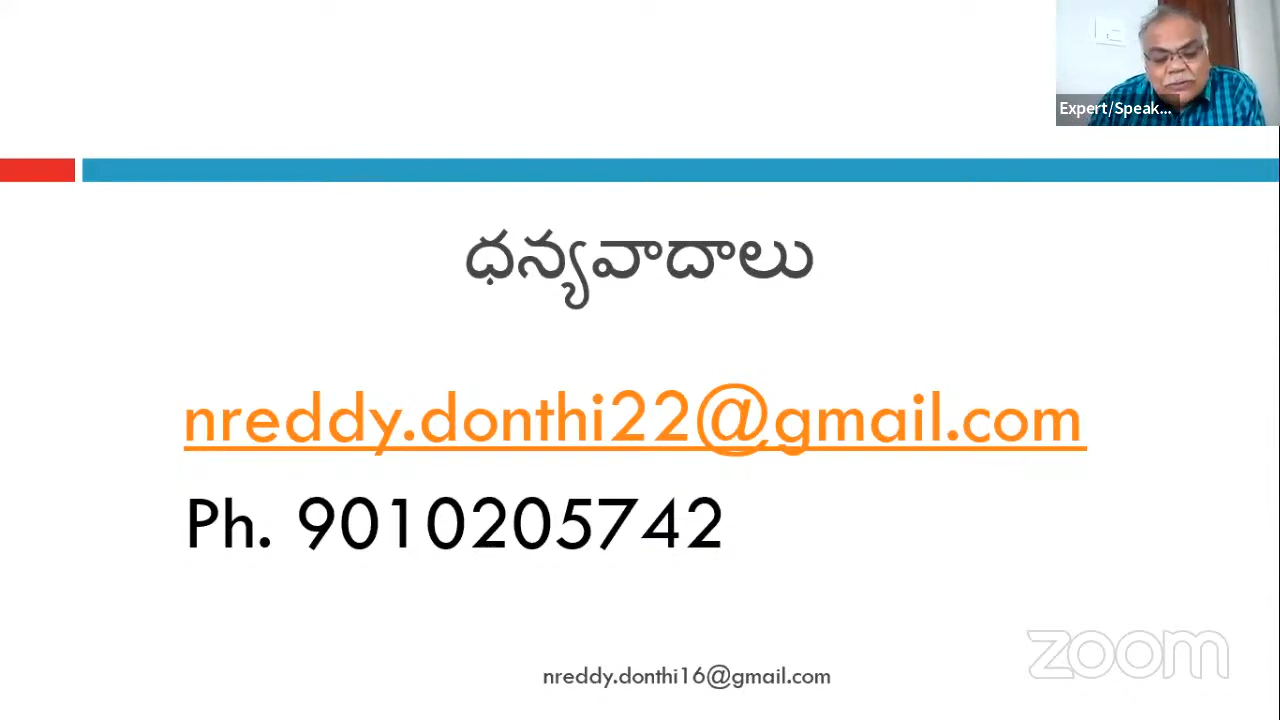 Expert/Speak...
ధన్యవాదాలు
nreddy.donthi22@gmail.com
Ph. 9010205742
zoom
nreddy.donthi16@gmail.com